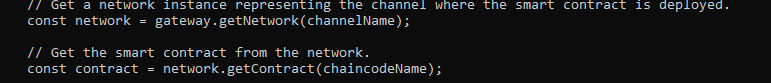 // Get a network instance representing the channel where the smart contract is deployed.
const network = gateway.getNetwork(channelName);
// Get the smart contract from the network.
const contract = network.getContract(chaincodeName);